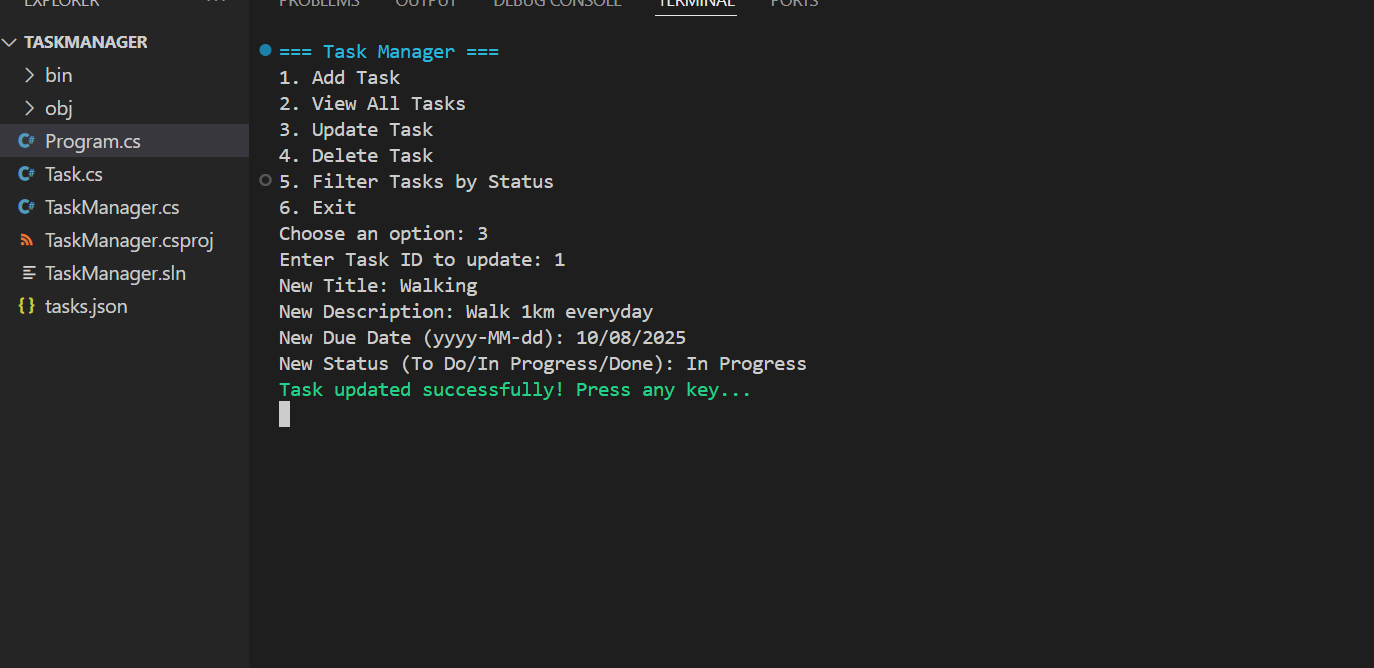 EXPLORER
PROBLEMS OUTPUT DEBUG CONSOLE TERMINAL PORTS
TASKMANAGER
bin
obj
Program.cs
Task.cs
TaskManager.cs
TaskManager.csproj
TaskManager.sln
tasks.json
=== Task Manager ===
1. Add Task
2. View All Tasks
3. Update Task
4. Delete Task
5. Filter Tasks by Status
6. Exit
Choose an option: 3
Enter Task ID to update: 1
New Title: Walking
New Description: Walk 1km everyday
New Due Date (yyyy-MM-dd): 10/08/2025
New Status (To Do/In Progress/Done): In Progress
Task updated successfully! Press any key...